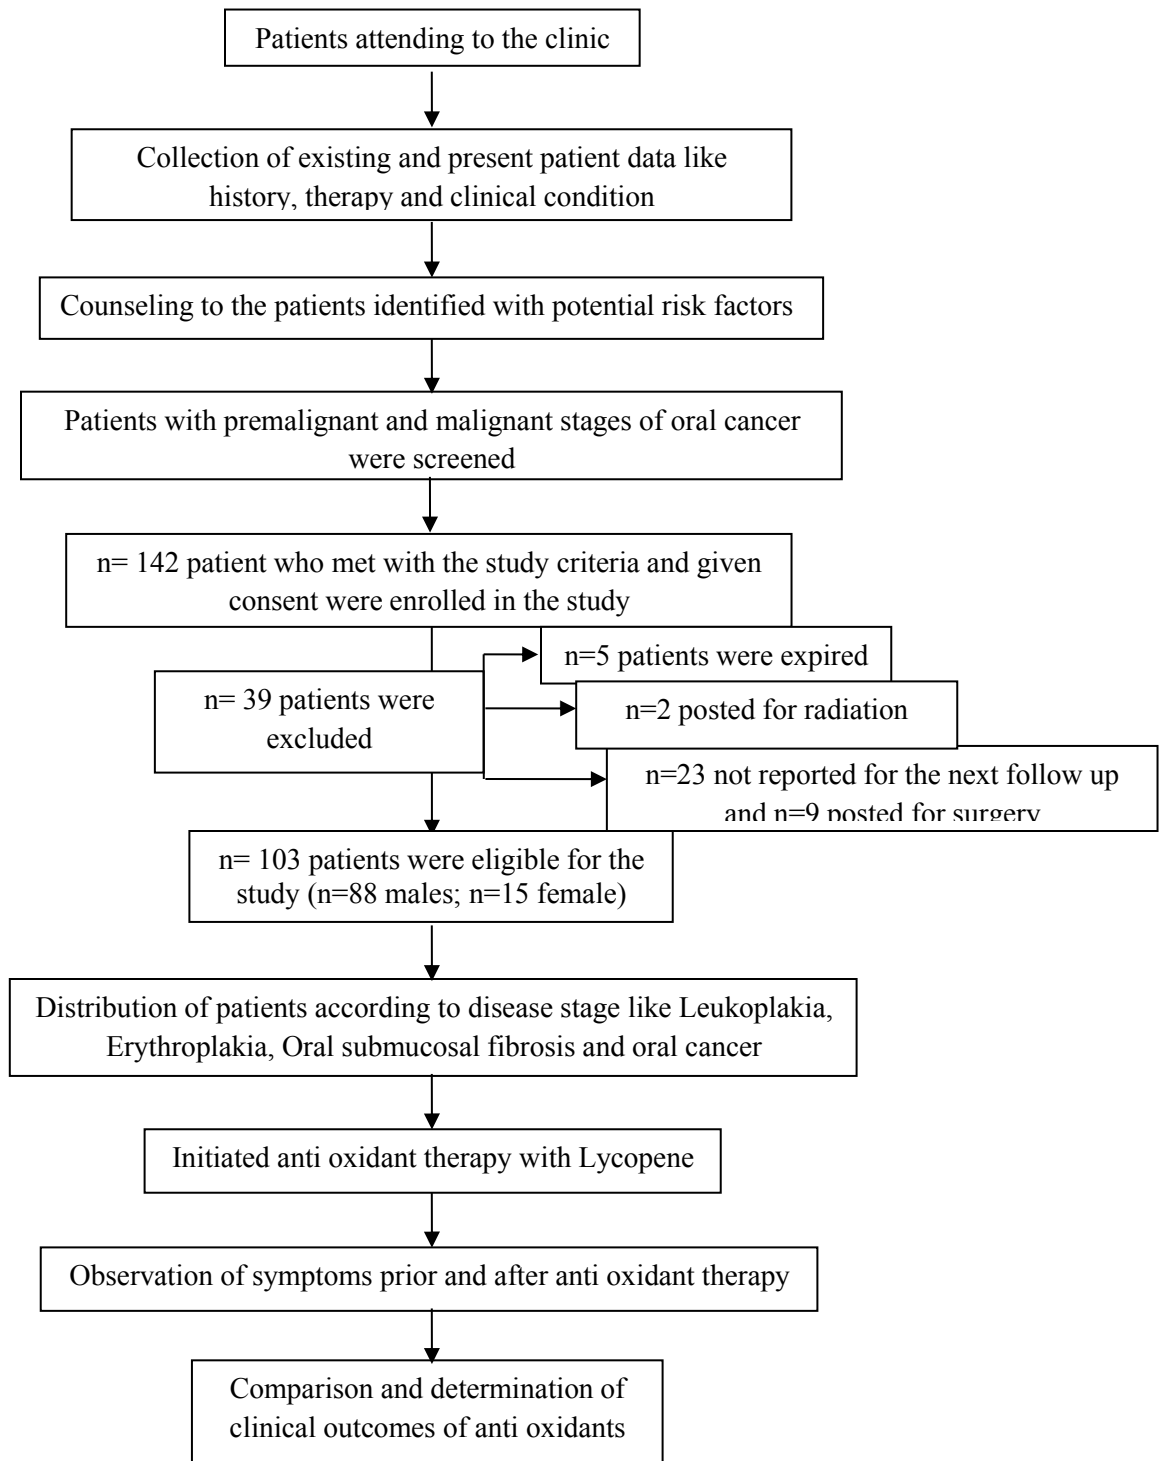 Patients attending to the clinic
Collection of existing and present patient data like
history, therapy and clinical condition
Counseling to the patients identified with potential risk factors
Patients with premalignant and malignant stages of oral cancer
were screened
n= 142 patient who met with the study criteria and given
consent were enrolled in the study
n= 39 patients were
excluded
n=5 patients were expired
n=2 posted for radiation
n=23 not reported for the next follow up
and n=9 posted for surgery
n= 103 patients were eligible for the
study (n=88 males; n=15 female)
Distribution of patients according to disease stage like Leukoplakia,
Erythroplakia, Oral submucosal fibrosis and oral cancer
Initiated anti oxidant therapy with Lycopene
Observation of symptoms prior and after anti oxidant therapy
Comparison and determination of
clinical outcomes of anti oxidants